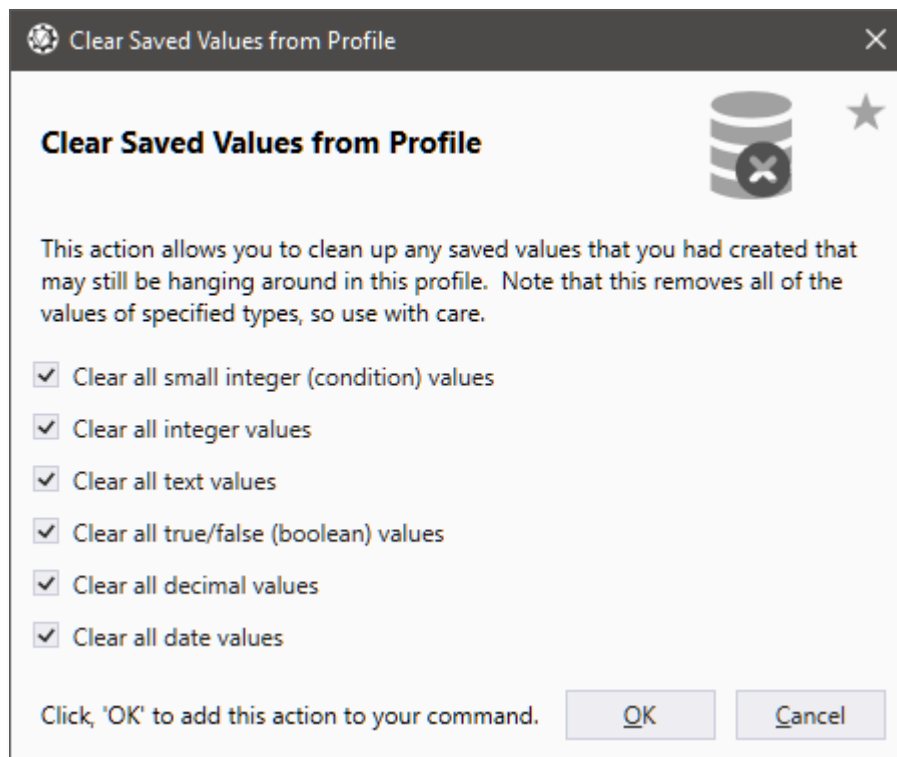 Clear Saved Values from Profile
Clear Saved Values from Profile
This action allows you to clean up any saved values that you had created that
may still be hanging around in this profile.  Note that this removes all of the
values of specified types, so use with care.
Clear all small integer (condition) values
Clear all integer values
Clear all text values
Clear all true/false (boolean) values
Clear all decimal values
Clear all date values
Click, 'OK' to add this action to your command.
OK
Cancel